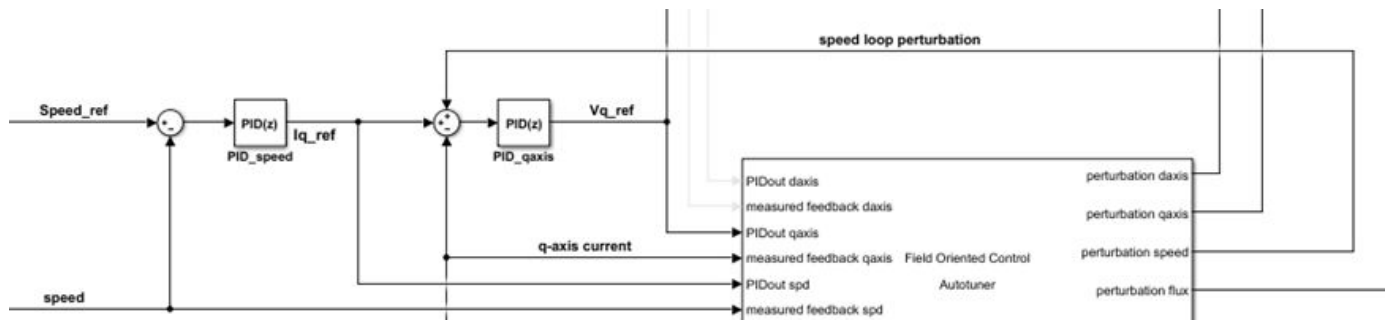 speed loop perturbation
Speed_ref
PID(z)
Iq_ref
PID_speed
PID(z)
Vq_ref
PID_qaxis
PIDout daxis
perturbation daxis
measured feedback daxis
perturbation qaxis
PIDout qaxis
q-axis current
measured feedback qaxis
Field Oriented Control
Autotuner
perturbation speed
PIDout spd
perturbation flux
speed
measured feedback spd